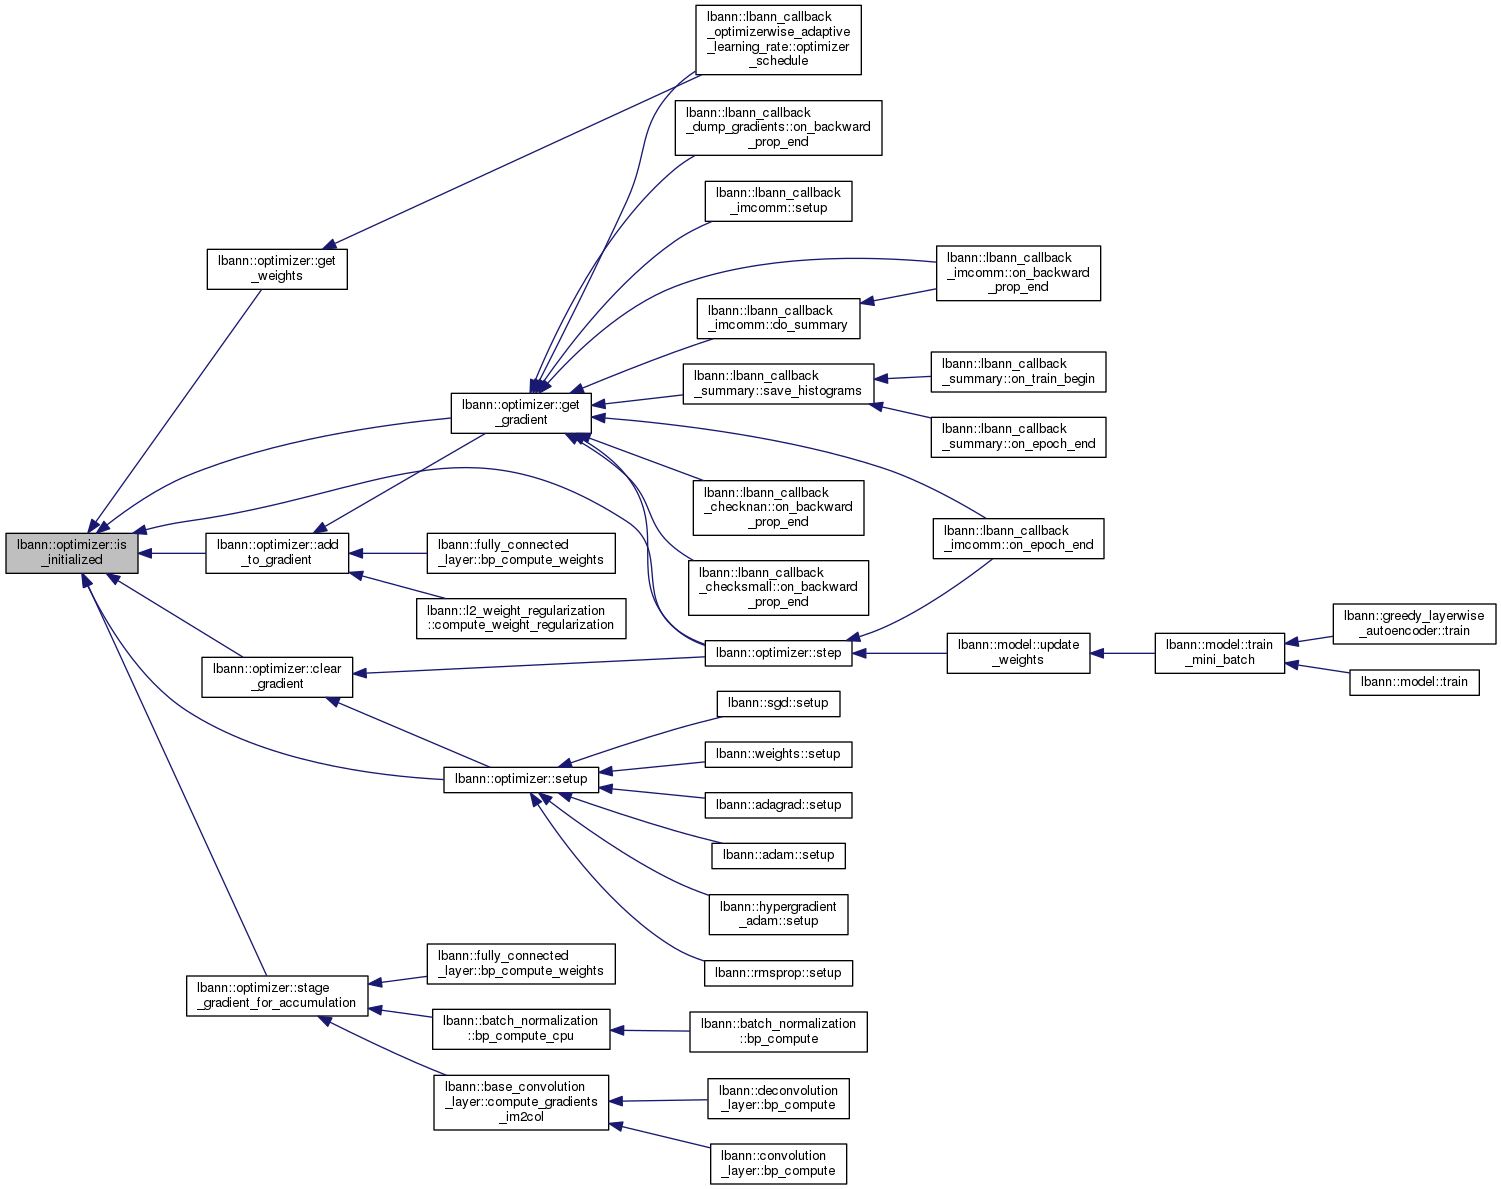 lbann::lbann_callback
_optimizerwise_adaptive
_learning_rate::optimizer
_schedule
lbann::lbann_callback
_dump_gradients::on_backward
_prop_end
lbann::lbann_callback
_imcomm::setup
lbann::optimizer::get
_weights
lbann::lbann_callback
_imcomm::on_backward
_prop_end
lbann::lbann_callback
_imcomm::do_summary
lbann::lbann_callback
_summary::save_histograms
lbann::lbann_callback
_summary::on_train_begin
lbann::optimizer::get
_gradient
lbann::lbann_callback
_summary::on_epoch_end
lbann::lbann_callback
_checknan::on_backward
_prop_end
lbann::optimizer::is
_initialized
lbann::optimizer::add
_to_gradient
lbann::fully_connected
_layer::bp_compute_weights
lbann::lbann_callback
_imcomm::on_epoch_end
lbann::lbann_callback
_checksmall::on_backward
_prop_end
lbann::l2_weight_regularization
::compute_weight_regularization
lbann::optimizer::clear
_gradient
lbann::optimizer::step
lbann::model::update
_weights
lbann::model::train
_mini_batch
lbann::greedy_layerwise
_autoencoder::train
lbann::model::train
lbann::sgd::setup
lbann::weights::setup
lbann::optimizer::setup
lbann::adagrad::setup
lbann::adam::setup
lbann::hypergradient
_adam::setup
lbann::rmsprop::setup
lbann::optimizer::stage
_gradient_for_accumulation
lbann::fully_connected
_layer::bp_compute_weights
lbann::batch_normalization
::bp_compute_cpu
lbann::batch_normalization
::bp_compute
lbann::base_convolution
_layer::compute_gradients
_im2col
lbann::deconvolution
_layer::bp_compute
lbann::convolution
_layer::bp_compute